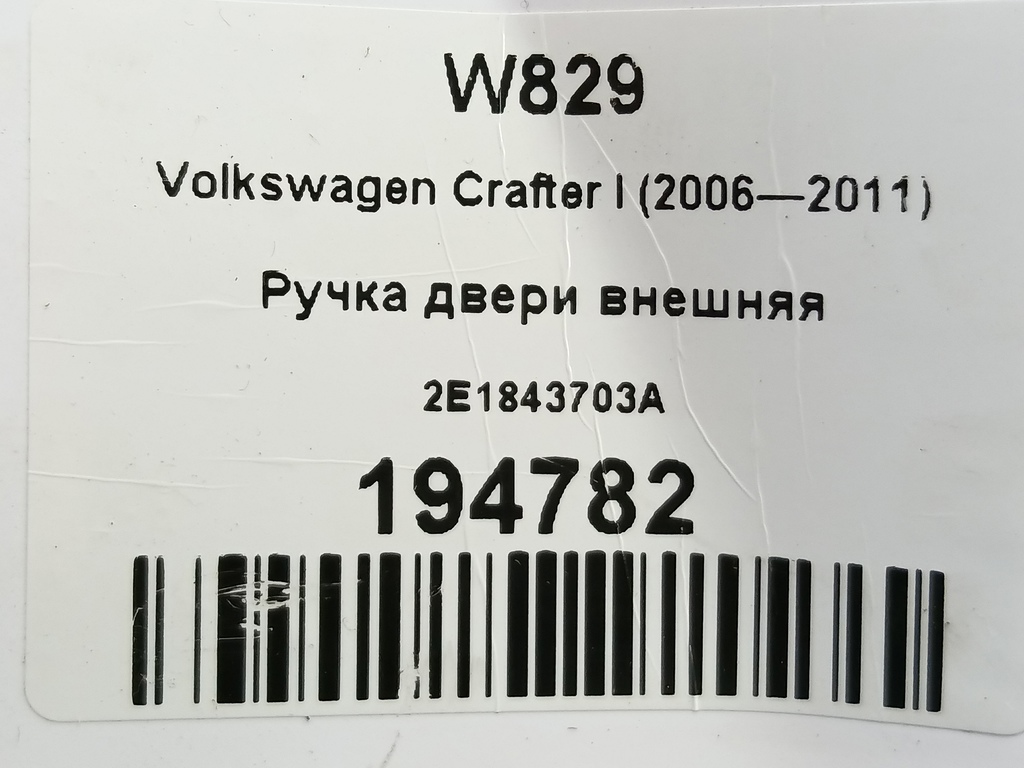 W829
Volkswagen Crafter I (2006—2011)
Ручка двери внешняя
2E1843703A
194782